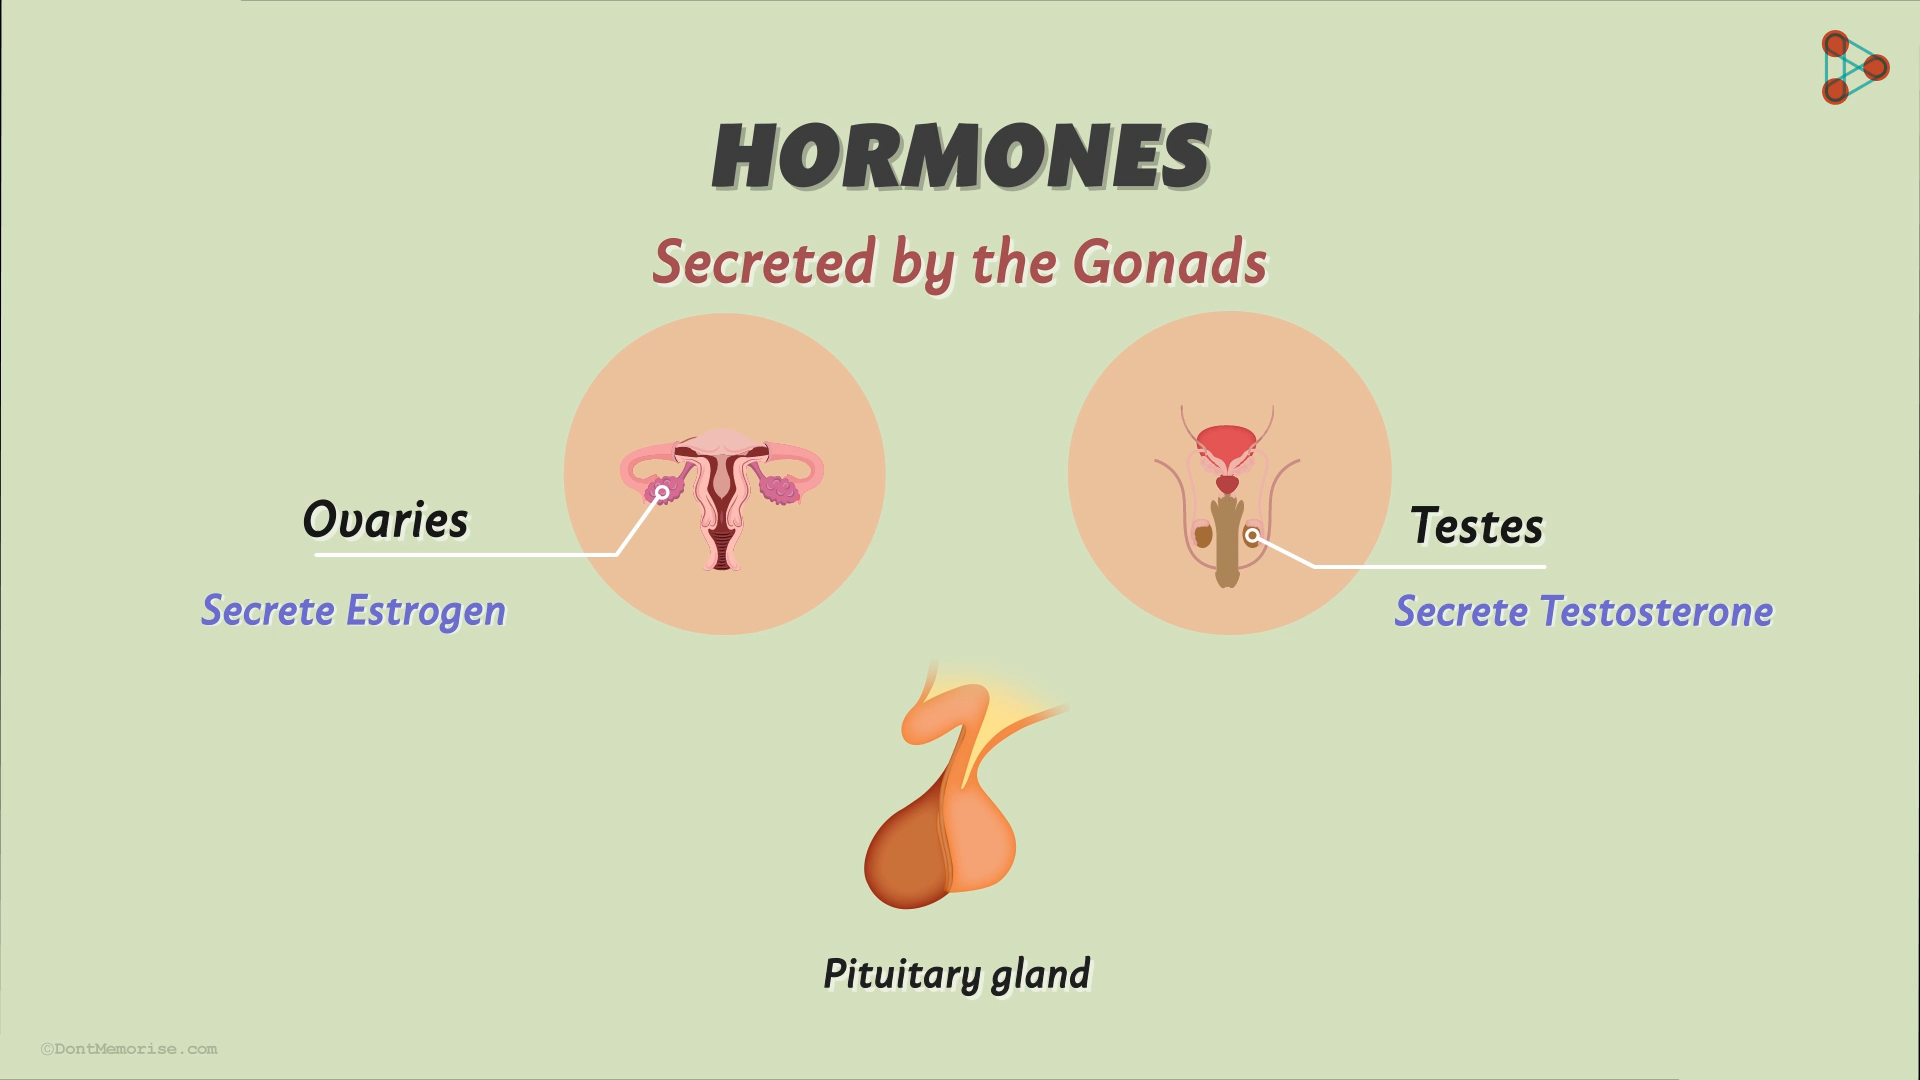 HORMONES
Secreted by the Gonads
Ovaries
Secrete Estrogen
Testes
Secrete Testosterone
Pituitary gland
©DontMemorise.com